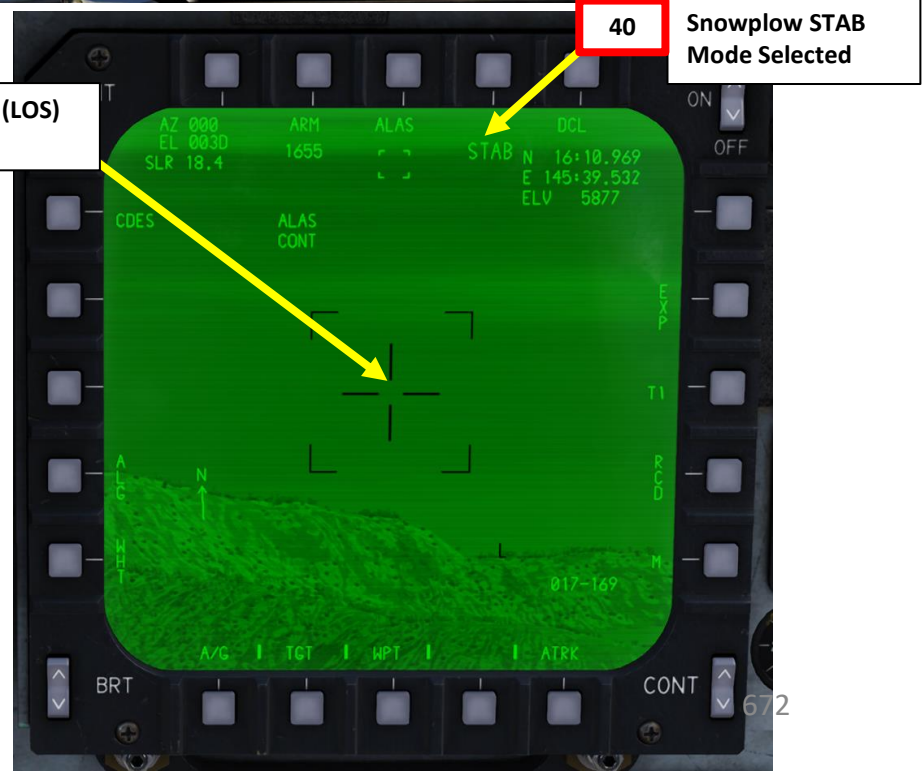 40
Snowplow STAB
Mode Selected
(LOS)
ON
OFF
AZ 000
EL 003D
SLR 18.4
ARM
1655
ALAS
STAB
DCL
N 16:10.969
E 145:39.532
ELV 5877
CDES
ALAS
CONT
EXP
TI
RCD
M
ALG
WHT
N
017-169
A/G
TGT
WPT
ATRK
BRT
CONT
672